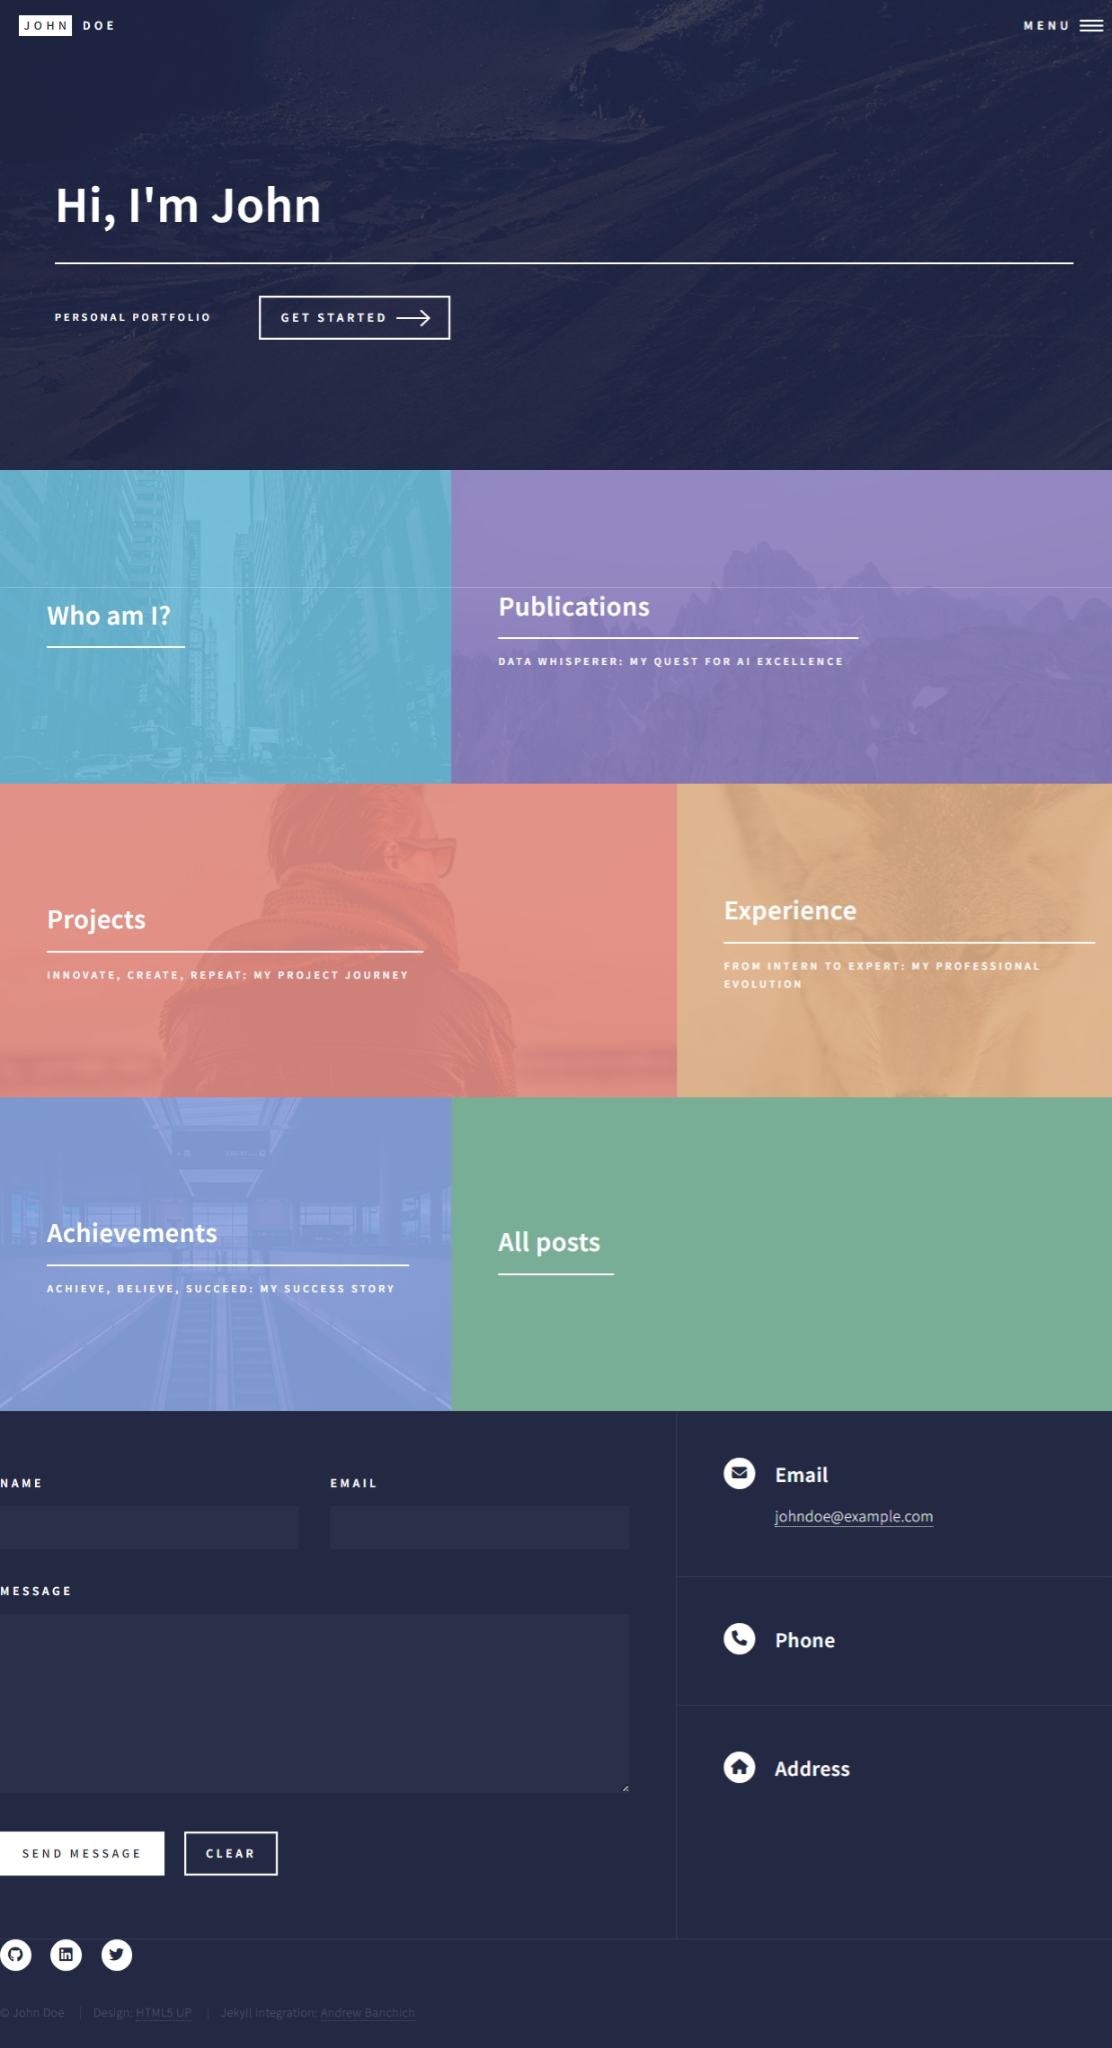 JOHN DOE
MENU
Hi, I'm John
PERSONAL PORTFOLIO
GET STARTED
Who am I?
Publications
DATA WHISPERER: MY QUEST FOR AI EXCELLENCE
Projects
INNOVATE, CREATE, REPEAT: MY PROJECT JOURNEY
Experience
FROM INTERN TO EXPERT: MY PROFESSIONAL
EVOLUTION
Achievements
ACHIEVE, BELIEVE, SUCCEED: MY SUCCESS STORY
All posts
NAME
EMAIL
MESSAGE
SEND MESSAGE
CLEAR
Email
johndoe@example.com
Phone
Address
© John Doe | Design: HTML5 UP | Jekyll integration: Andrew Banchich